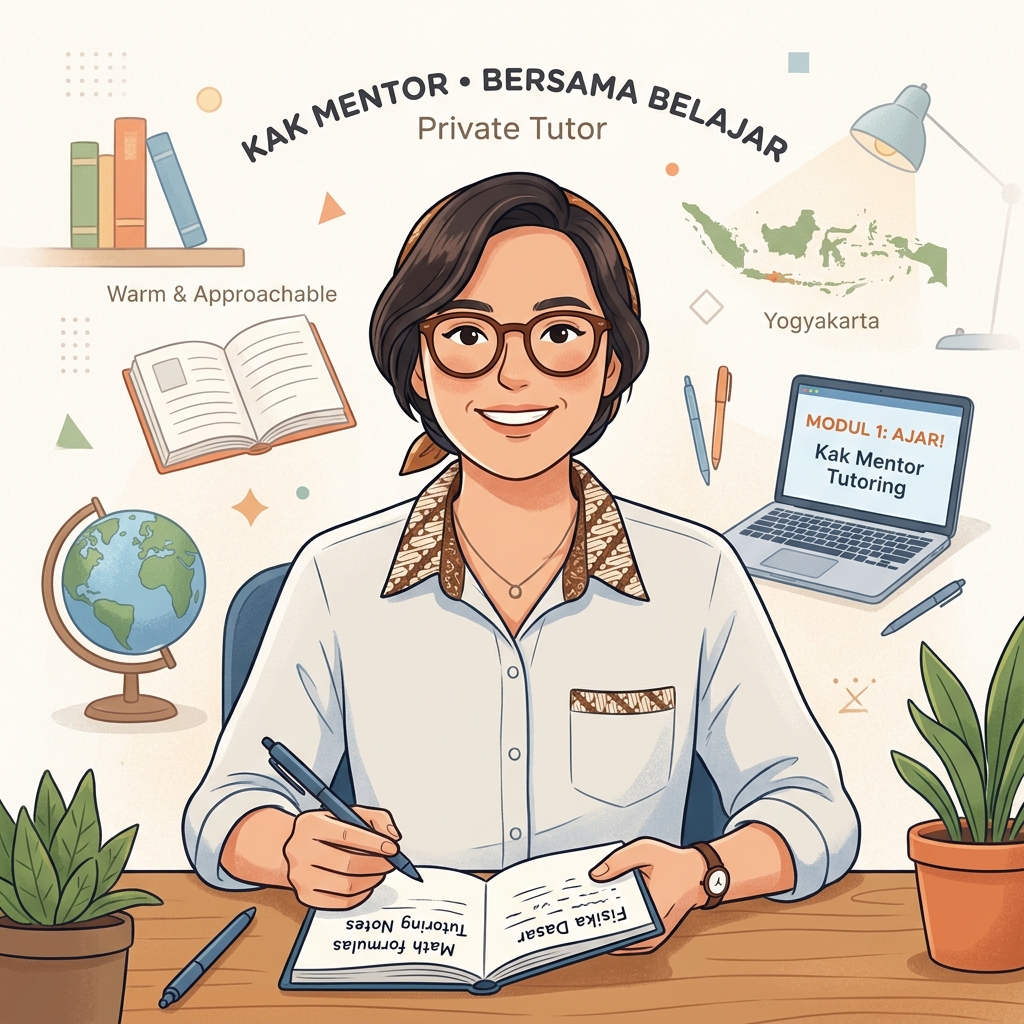 KAK MENTOR • BERSAMA BELAJAR
Private Tutor
Warm & Approachable
Yogyakarta
MODUL 1: AJAR!
Kak Mentor
Tutoring
Math formulas
Tutoring Notes
Fisika Dasar